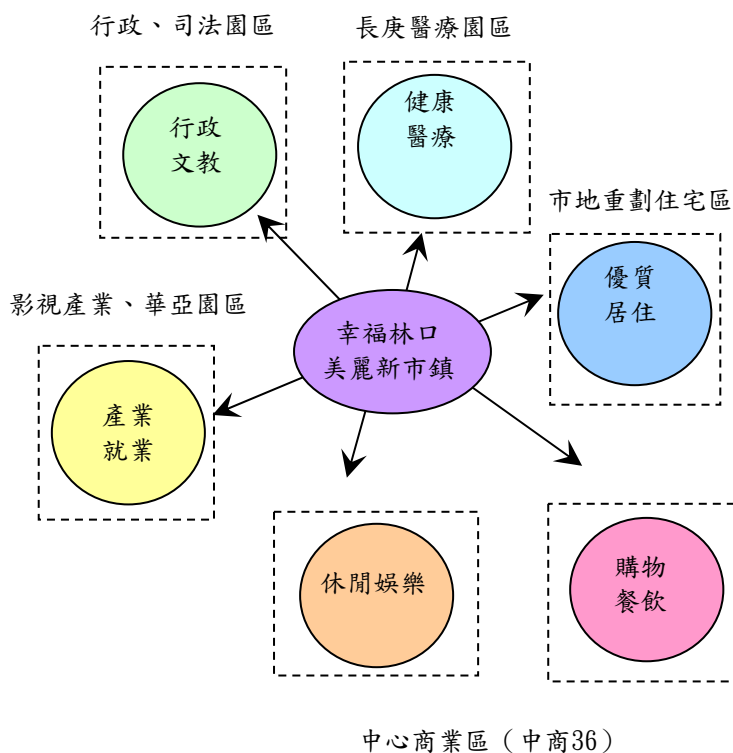 行政、司法園區
長庚醫療園區
行政
文教
健康
醫療
市地重劃住宅區
優質
居住
影視產業、華亞園區
幸福林口
美麗新市鎮
產業
就業
休閒娛樂
購物
餐飲
中心商業區（中商36）